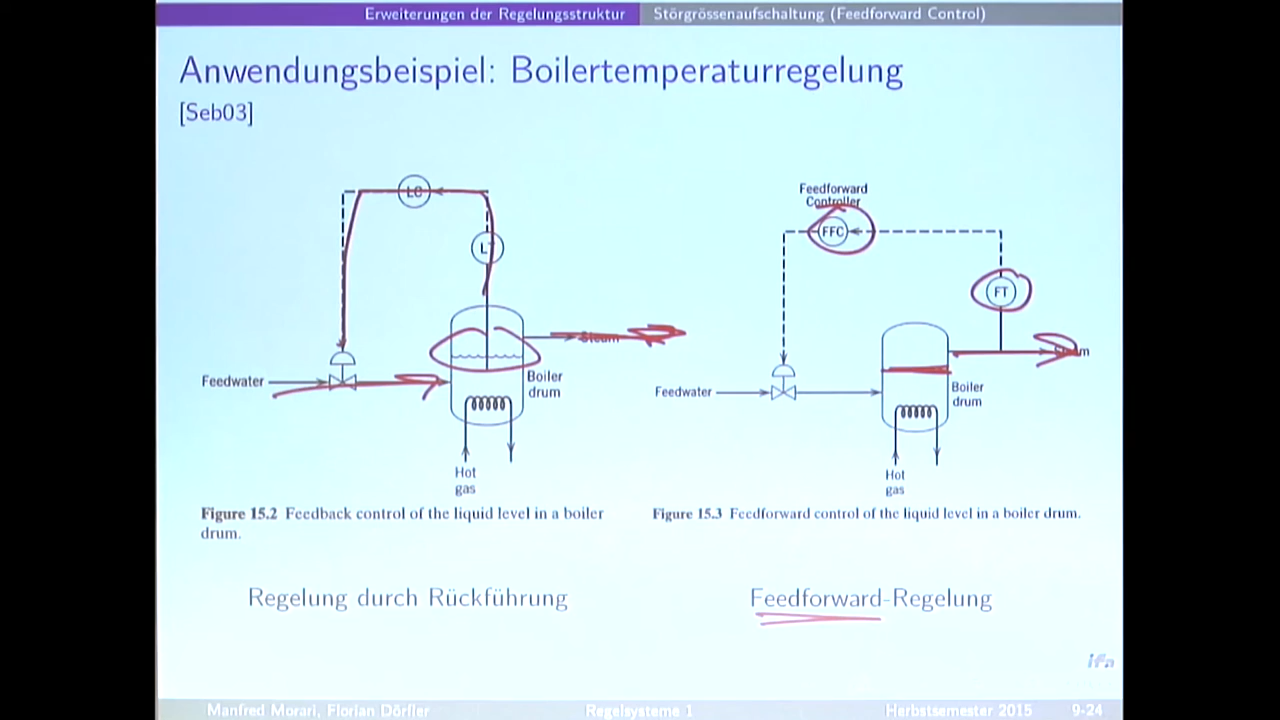 Erweiterungen der Regelungsstruktur Störgrössenaufschaltung (Feedforward Control)
Anwendungsbeispiel: Boilertemperaturregelung
[Seb03]
LC
LT
Steam
Feedwater
Boiler
drum
Hot
gas
Figure 15.2 Feedback control of the liquid level in a boiler
drum.
Regelung durch Rückführung
Feedforward
Controller
FFC
FT
Steam
Feedwater
Boiler
drum
Hot
gas
Figure 15.3 Feedforward control of the liquid level in a boiler drum.
Feedforward-Regelung
ifa
Manfred Morari, Florian Dörfler Regelsysteme 1 Herbstsemester 2015 9-24